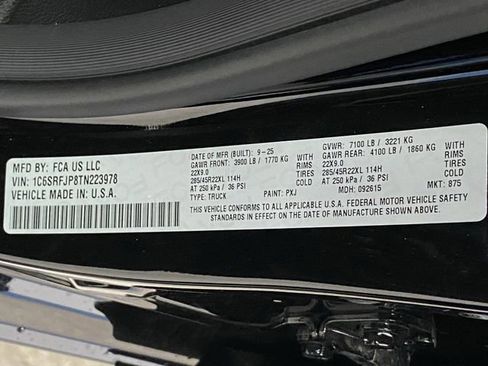 MFD BY: FCA US LLC
VIN: 1C6SRFJP8TN223978
VEHICLE MADE IN: U.S.A.
DATE OF MFR (BUILT): 9-25
GAWR FRONT: 3900 LB / 1770 KG WITH
22X9.0 RIMS
285/45R22XL 114H TIRES
AT 250 kPa / 36 PSI
TYPE: TRUCK PAINT: PXJ
GVWR: 7100 LB / 3221 KG
GAWR REAR: 4100 LB / 1860 KG WITH
22X9.0 RIMS
285/45R22XL 114H TIRES
AT 250 kPa / 36 PSI
MDH: 092615 MKT: 875
THIS VEHICLE CONFORMS TO ALL APPLICABLE U.S.A. FEDERAL MOTOR VEHICLE SAFETY
STANDARDS IN EFFECT ON THE DATE OF MANUFACTURE SHOWN ABOVE.